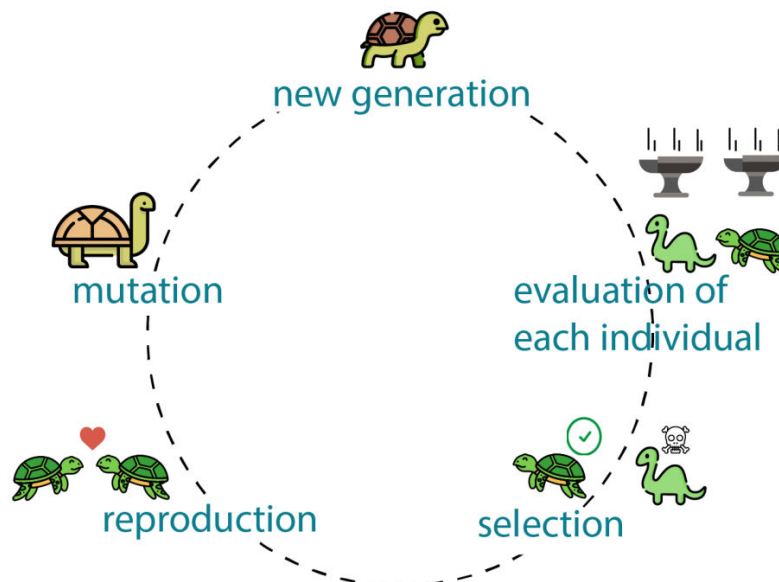 new generation
evaluation of
each individual
selection
reproduction
mutation